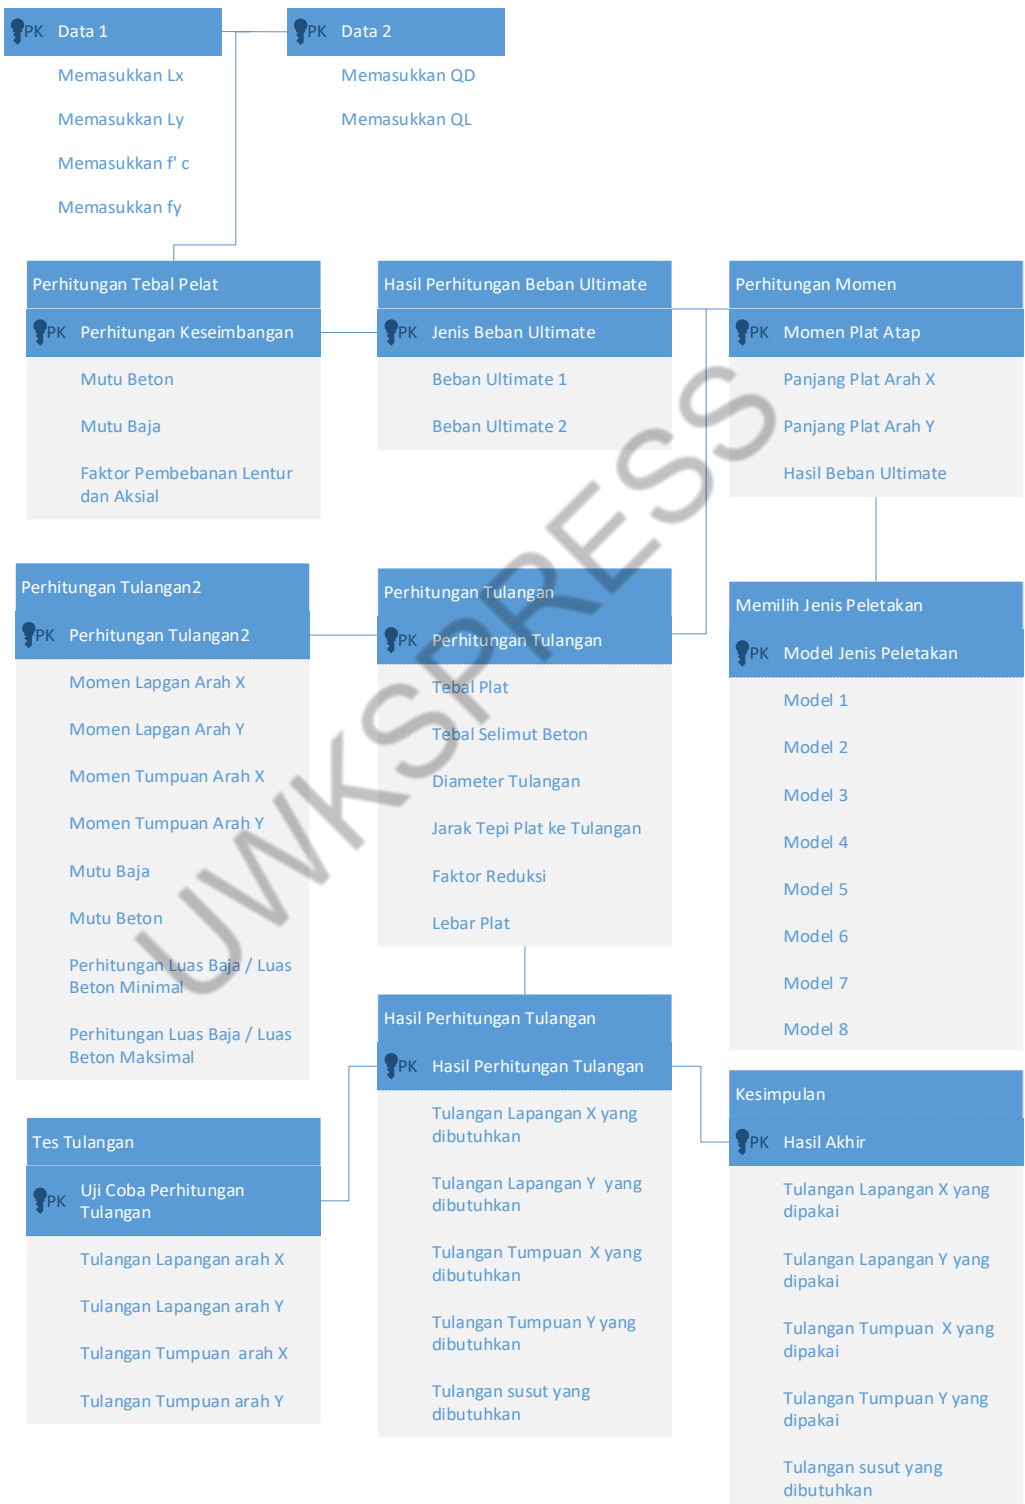 PK Data 1
Memasukkan Lx
Memasukkan Ly
Memasukkan f' c
Memasukkan fy
PK Data 2
Memasukkan QD
Memasukkan QL
Perhitungan Tebal Pelat
PK Perhitungan Keseimbangan
Mutu Beton
Mutu Baja
Faktor Pembebanan Lentur
dan Aksial
Hasil Perhitungan Beban Ultimate
PK Jenis Beban Ultimate
Beban Ultimate 1
Beban Ultimate 2
Perhitungan Momen
PK Momen Plat Atap
Panjang Plat Arah X
Panjang Plat Arah Y
Hasil Beban Ultimate
Perhitungan Tulangan2
PK Perhitungan Tulangan2
Momen Lapgan Arah X
Momen Lapgan Arah Y
Momen Tumpuan Arah X
Momen Tumpuan Arah Y
Mutu Baja
Mutu Beton
Perhitungan Luas Baja / Luas
Beton Minimal
Perhitungan Luas Baja / Luas
Beton Maksimal
Perhitungan Tulangan
PK Perhitungan Tulangan
Tebal Plat
Tebal Selimut Beton
Diameter Tulangan
Jarak Tepi Plat ke Tulangan
Faktor Reduksi
Lebar Plat
Memilih Jenis Peletakan
PK Model Jenis Peletakan
Model 1
Model 2
Model 3
Model 4
Model 5
Model 6
Model 7
Model 8
Tes Tulangan
PK Uji Coba Perhitungan
Tulangan
Tulangan Lapangan arah X
Tulangan Lapangan arah Y
Tulangan Tumpuan arah X
Tulangan Tumpuan arah Y
Hasil Perhitungan Tulangan
PK Hasil Perhitungan Tulangan
Tulangan Lapangan X yang
dibutuhkan
Tulangan Lapangan Y yang
dibutuhkan
Tulangan Tumpuan X yang
dibutuhkan
Tulangan Tumpuan Y yang
dibutuhkan
Tulangan susut yang
dibutuhkan
Kesimpulan
PK Hasil Akhir
Tulangan Lapangan X yang
dipakai
Tulangan Lapangan Y yang
dipakai
Tulangan Tumpuan X yang
dipakai
Tulangan Tumpuan Y yang
dipakai
Tulangan susut yang
dibutuhkan
UWKSPRESS